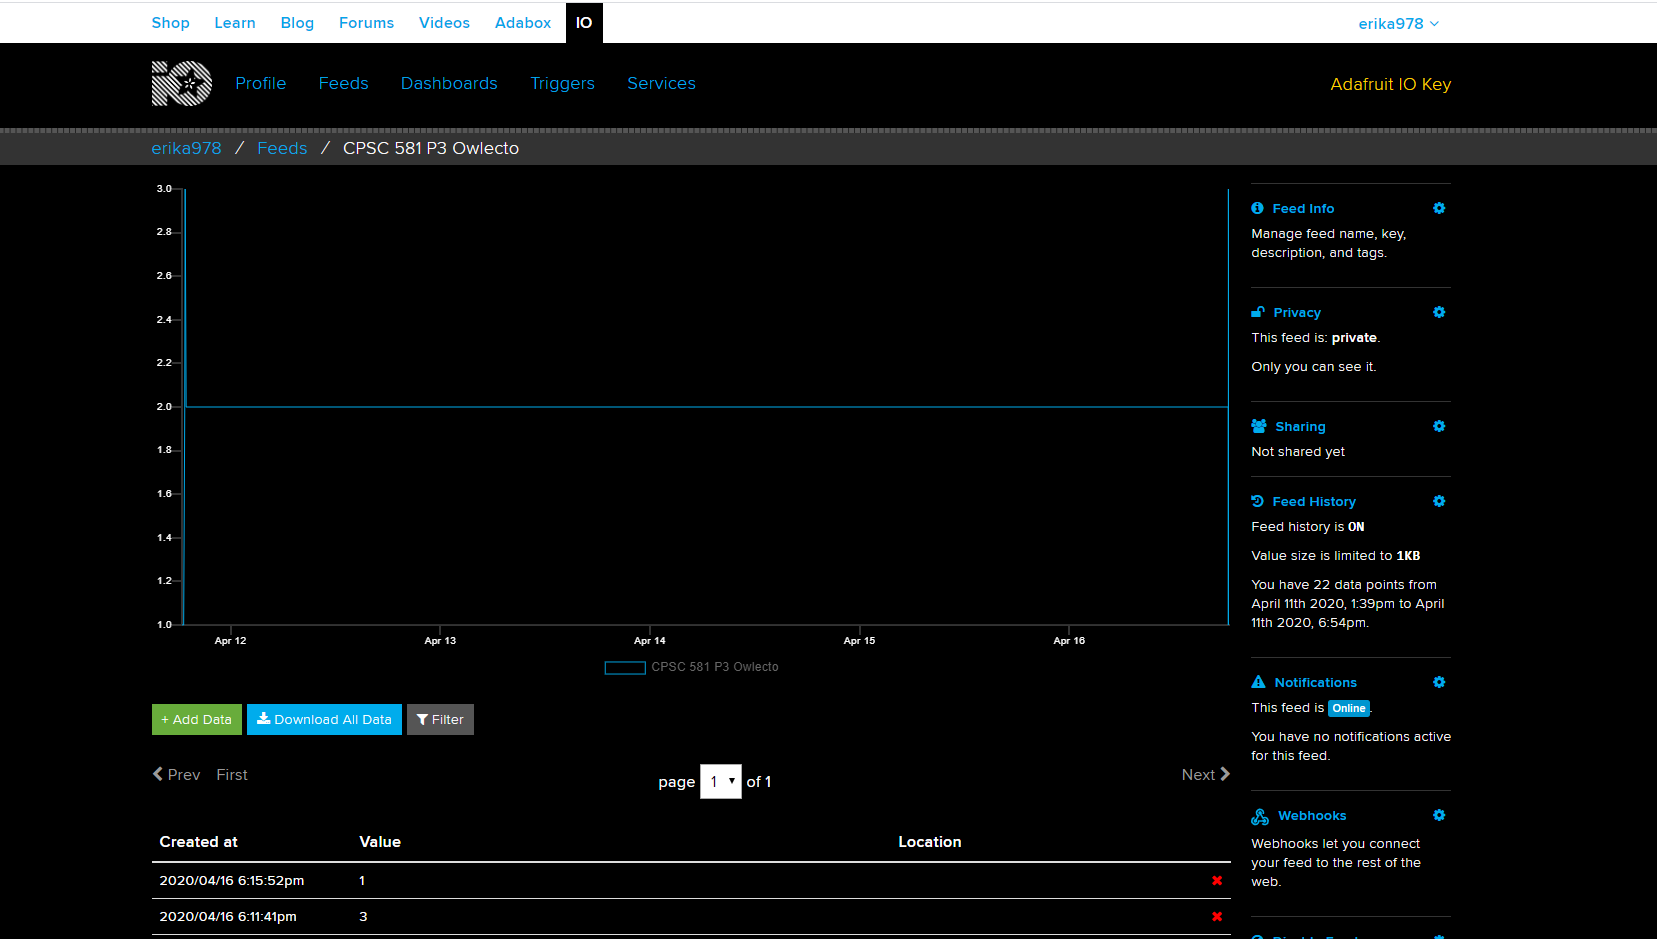 Shop Learn Blog Forums Videos Adabox IO erika978
iO Profile Feeds Dashboards Triggers Services Adafruit IO Key
erika978 / Feeds / CPSC 581 P3 Owlecto
3.0
2.8
2.6
2.4
2.2
2.0
1.8
1.6
1.4
1.2
1.0
Apr 12 Apr 13 Apr 14 Apr 15 Apr 16
CPSC 581 P3 Owlecto
+ Add Data Download All Data Filter
Prev First page 1 of 1 Next
Created at Value Location
2020/04/16 6:15:52pm 1
2020/04/16 6:11:41pm 3
Feed Info
Manage feed name, key,
description, and tags.
Privacy
This feed is: private.
Only you can see it.
Sharing
Not shared yet
Feed History
Feed history is ON
Value size is limited to 1KB
You have 22 data points from
April 11th 2020, 1:39pm to April
11th 2020, 6:54pm.
Notifications
This feed is Online.
You have no notifications active
for this feed.
Webhooks
Webhooks let you connect
your feed to the rest of the
web.